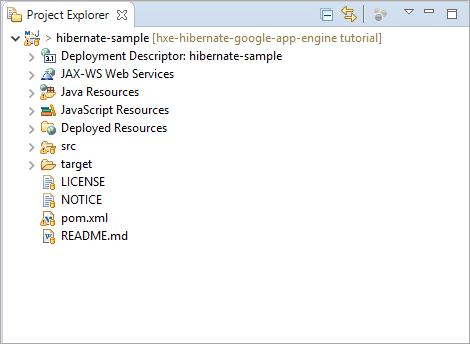 Project Explorer
> hibernate-sample [hxe-hibernate-google-app-engine tutorial]
Deployment Descriptor: hibernate-sample
JAX-WS Web Services
Java Resources
JavaScript Resources
Deployed Resources
src
target
LICENSE
NOTICE
pom.xml
README.md